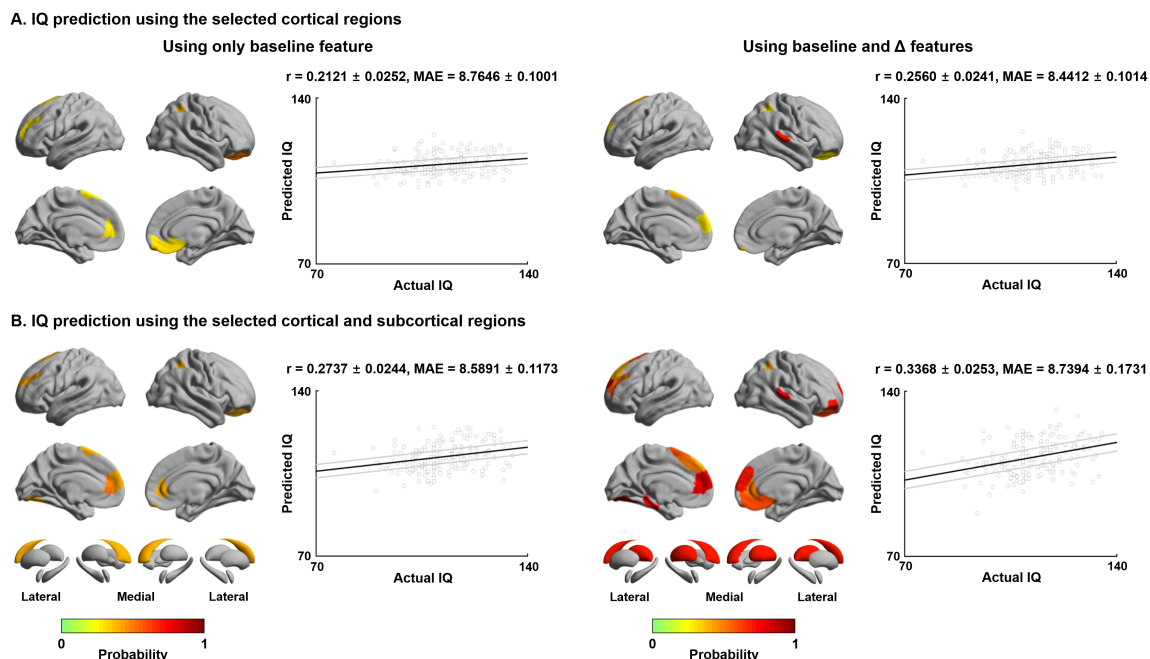 A. IQ prediction using the selected cortical regions
Using only baseline feature
Using baseline and Δ features
r = 0.2121 ± 0.0252, MAE = 8.7646 ± 0.1001
r = 0.2560 ± 0.0241, MAE = 8.4412 ± 0.1014
140
Predicted IQ
70
70
140
Actual IQ
140
Predicted IQ
70
70
140
Actual IQ
B. IQ prediction using the selected cortical and subcortical regions
r = 0.2737 ± 0.0244, MAE = 8.5891 ± 0.1173
r = 0.3368 ± 0.0253, MAE = 8.7394 ± 0.1731
140
Predicted IQ
70
70
140
Actual IQ
140
Predicted IQ
70
70
140
Actual IQ
Lateral Medial Lateral
Lateral Medial Lateral
0 1
Probability
0 1
Probability